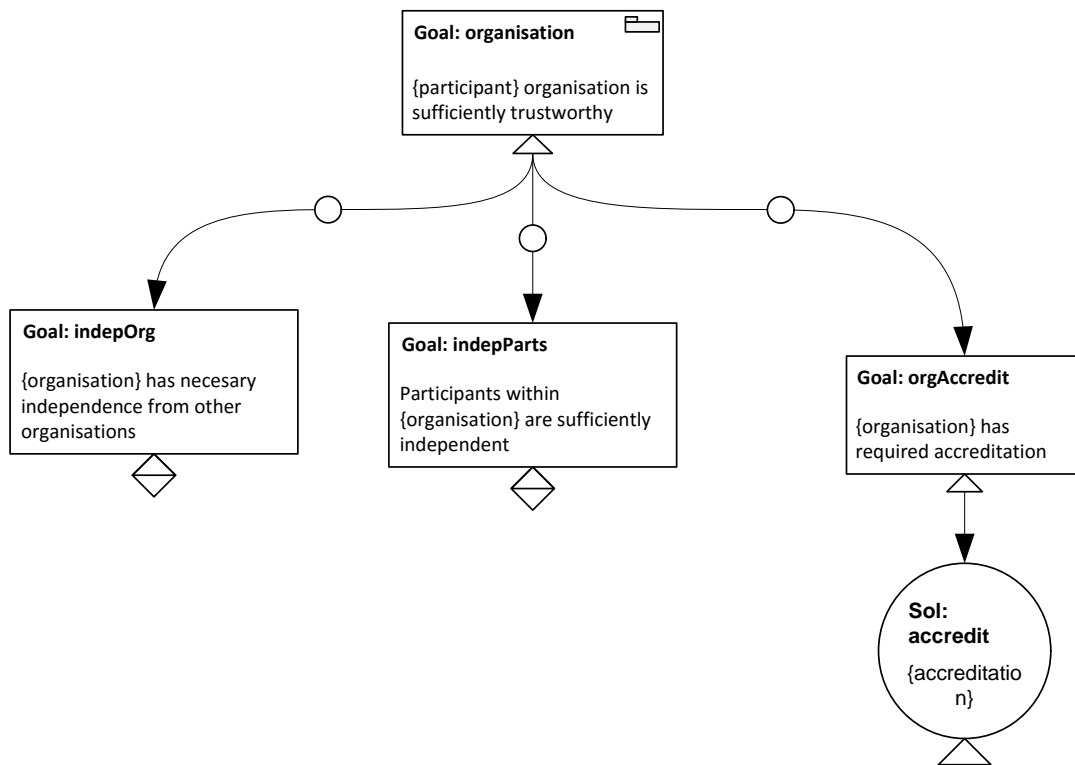 Goal: organisation
{participant} organisation is
sufficiently trustworthy
Goal: indepOrg
{organisation} has necesary
independence from other
organisations
Goal: indepParts
Participants within
{organisation} are sufficiently
independent
Goal: orgAccredit
{organisation} has
required accreditation
Sol:
accredit
{accreditatio
n}